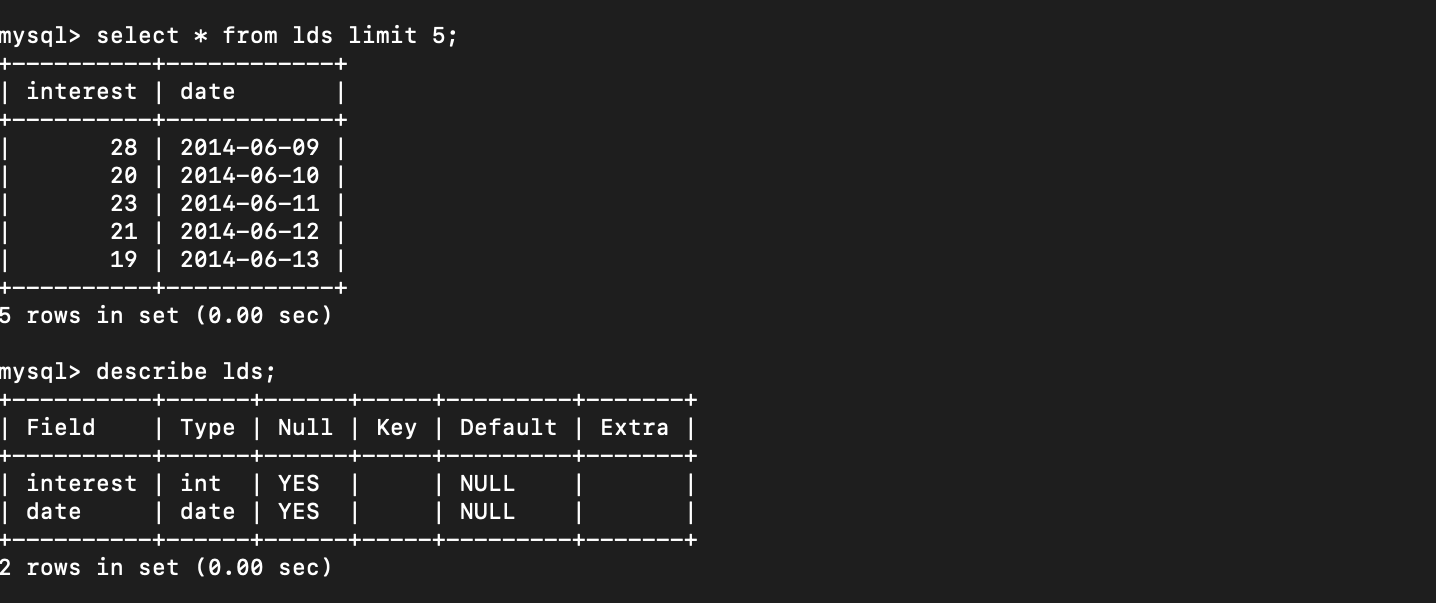 mysql> select * from lds limit 5;
+----------+------------+
| interest | date       |
+----------+------------+
|       28 | 2014-06-09 |
|       20 | 2014-06-10 |
|       23 | 2014-06-11 |
|       21 | 2014-06-12 |
|       19 | 2014-06-13 |
+----------+------------+
5 rows in set (0.00 sec)
mysql> describe lds;
+----------+------+------+-----+---------+-------+
| Field    | Type | Null | Key | Default | Extra |
+----------+------+------+-----+---------+-------+
| interest | int  | YES  |     | NULL    |       |
| date     | date | YES  |     | NULL    |       |
+----------+------+------+-----+---------+-------+
2 rows in set (0.00 sec)